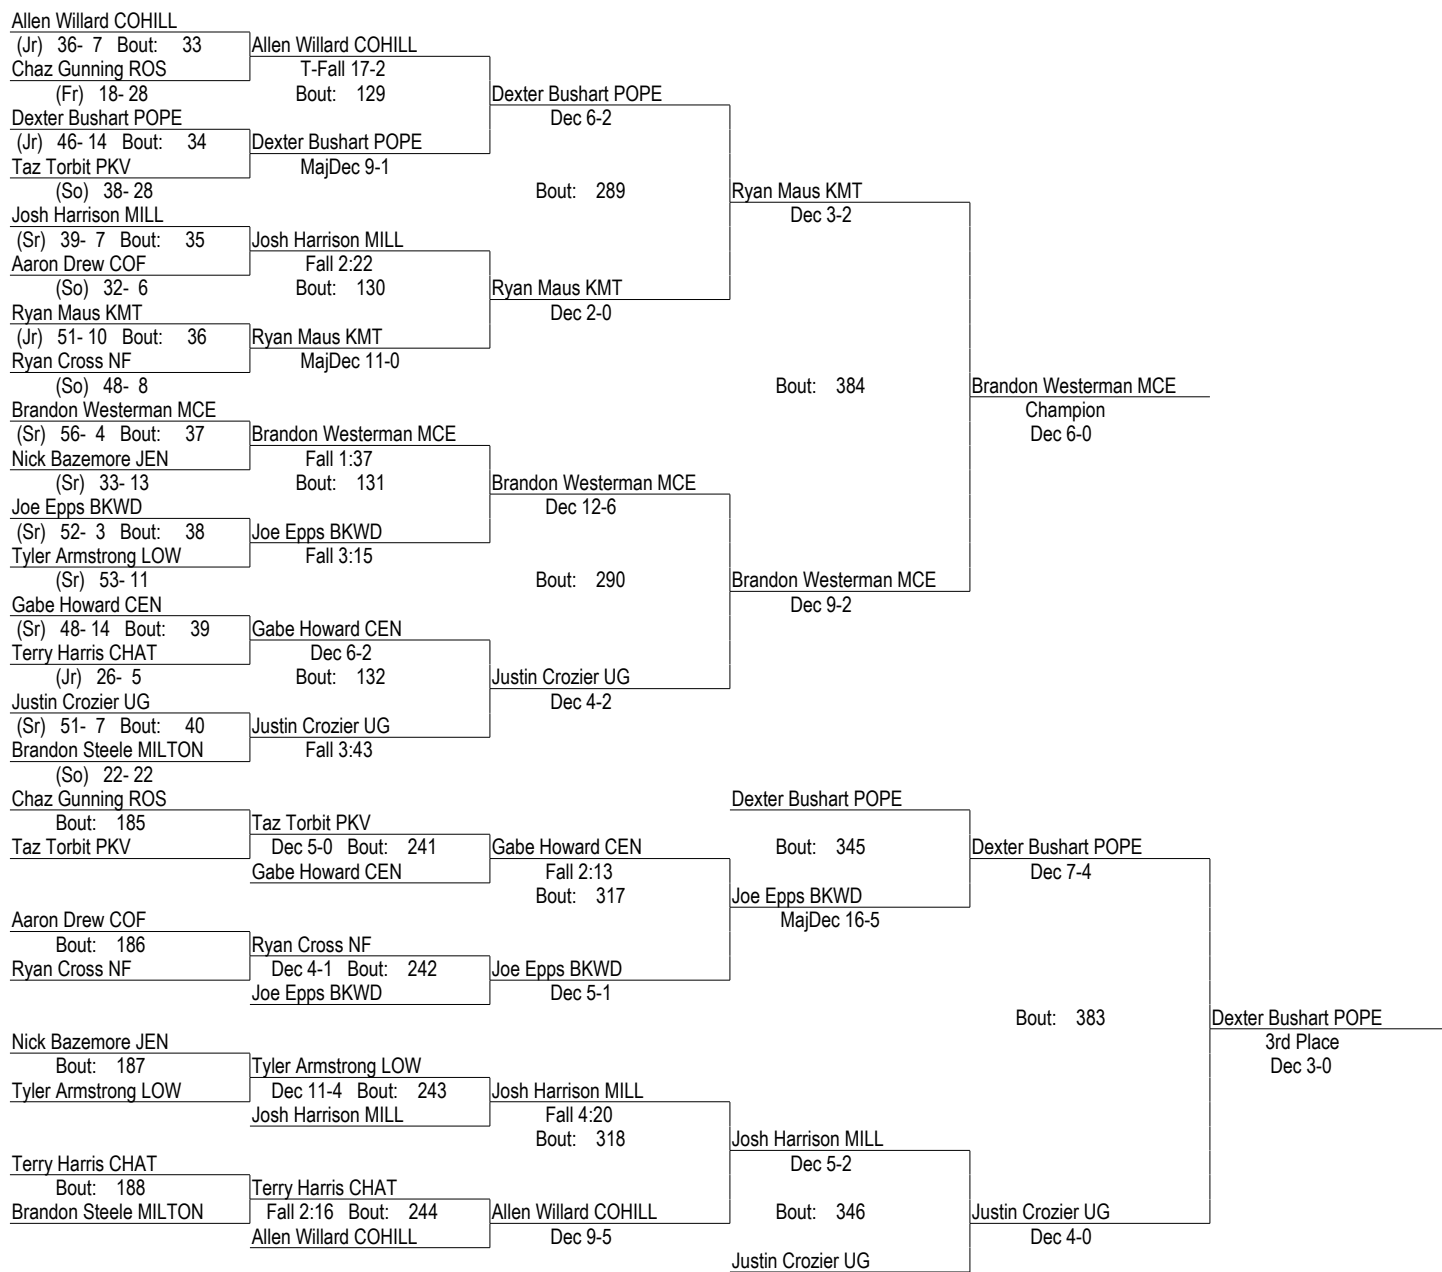 Allen Willard COHILL
(Jr) 36- 7 Bout: 33 Allen Willard COHILL
Chaz Gunning ROS T-Fall 17-2
(Fr) 18- 28 Bout: 129 Dexter Bushart POPE
Dexter Bushart POPE Dec 6-2
(Jr) 46- 14 Bout: 34 Dexter Bushart POPE
Taz Torbit PKV MajDec 9-1
(So) 38- 28 Bout: 289 Ryan Maus KMT
Josh Harrison MILL Dec 3-2
(Sr) 39- 7 Bout: 35 Josh Harrison MILL
Aaron Drew COF Fall 2:22
(So) 32- 6 Bout: 130 Ryan Maus KMT
Ryan Maus KMT Dec 2-0
(Jr) 51- 10 Bout: 36 Ryan Maus KMT
Ryan Cross NF MajDec 11-0
(So) 48- 8 Bout: 384 Brandon Westerman MCE
Brandon Westerman MCE Champion
(Sr) 56- 4 Bout: 37 Brandon Westerman MCE Dec 6-0
Nick Bazemore JEN Fall 1:37
(Sr) 33- 13 Bout: 131 Brandon Westerman MCE
Joe Epps BKWD Dec 12-6
(Sr) 52- 3 Bout: 38 Joe Epps BKWD
Tyler Armstrong LOW Fall 3:15
(Sr) 53- 11 Bout: 290 Brandon Westerman MCE
Gabe Howard CEN Dec 9-2
(Sr) 48- 14 Bout: 39 Gabe Howard CEN
Terry Harris CHAT Dec 6-2
(Jr) 26- 5 Bout: 132 Justin Crozier UG
Justin Crozier UG Dec 4-2
(Sr) 51- 7 Bout: 40 Justin Crozier UG
Brandon Steele MILTON Fall 3:43
(So) 22- 22
Chaz Gunning ROS Dexter Bushart POPE
Bout: 185 Taz Torbit PKV
Taz Torbit PKV Dec 5-0 Bout: 241 Gabe Howard CEN Bout: 345 Dexter Bushart POPE
Gabe Howard CEN Fall 2:13 Dec 7-4
Bout: 317 Joe Epps BKWD
Aaron Drew COF MajDec 16-5
Bout: 186 Ryan Cross NF
Ryan Cross NF Dec 4-1 Bout: 242 Joe Epps BKWD
Joe Epps BKWD Dec 5-1
Bout: 383 Dexter Bushart POPE
Nick Bazemore JEN 3rd Place
Bout: 187 Tyler Armstrong LOW Dec 3-0
Tyler Armstrong LOW Dec 11-4 Bout: 243 Josh Harrison MILL
Josh Harrison MILL Fall 4:20
Bout: 318 Josh Harrison MILL
Terry Harris CHAT Dec 5-2
Bout: 188 Terry Harris CHAT
Brandon Steele MILTON Fall 2:16 Bout: 244 Allen Willard COHILL Bout: 346 Justin Crozier UG
Allen Willard COHILL Dec 9-5 Dec 4-0
Justin Crozier UG